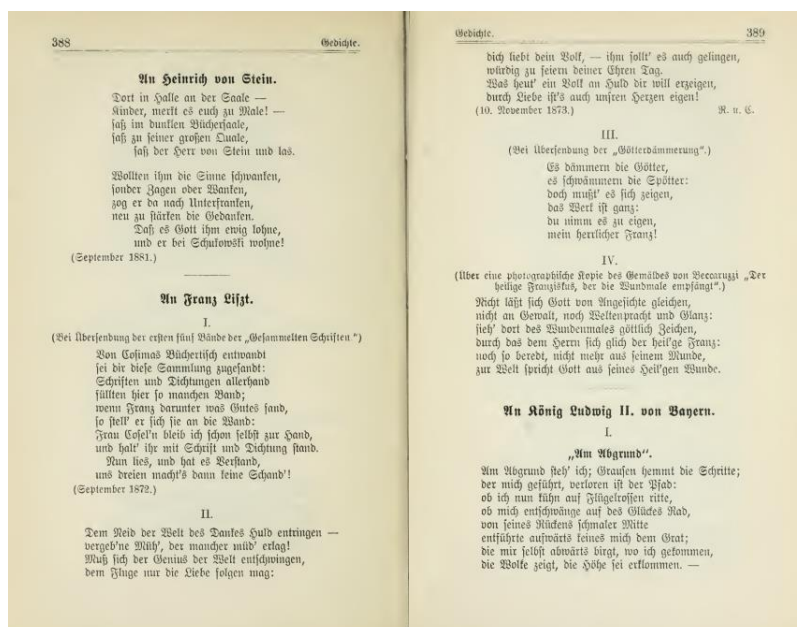 388
Gedichte.
An Heinrich von Stein.
Dort in Halle an der Saale —
Kinder, merkt es euch zu Male! —
saß im dunklen Büchersaale,
saß zu seiner großen Quale,
saß der Herr von Stein und las.
Wollten ihm die Sinne schwanken,
sonder Zagen oder Wanken,
zog er da nach Unterfranken,
neu zu stärken die Gedanken.
Daß es Gott ihm ewig lohne,
und er bei Schukowski wohne!
(September 1881.)
An Franz Liszt.
I.
(Bei Übersendung der ersten fünf Bände der „Gesammelten Schriften“)
Von Cosimas Büchertisch entwandt
sei dir diese Sammlung zugesandt:
Schriften und Dichtungen allerhand
füllten hier so manchen Band;
wenn Franz darunter was Gutes fand,
so stell' er sich sie an die Wand:
Frau Cosel'n bleib ich schon selbst zur Hand,
und halt' ihr mit Schrift und Dichtung stand.
Nun lies, und hat es Verstand,
uns dreien macht's dann keine Schand'!
(September 1872.)
II.
Dem Neid der Welt des Dankes Huld entringen —
vergeb'ne Müh', der mancher müd' erlag!
Muß sich der Genius der Welt entschwingen,
dem Fluge nur die Liebe folgen mag:
Gedichte.
389
dich liebt dein Volk, — ihm sollt' es auch gelingen,
würdig zu feiern deiner Ehren Tag.
Was heut' ein Volk an Huld dir will erzeigen,
durch Liebe ist's auch unsren Herzen eigen!
(10. November 1873.) R. u. C.
III.
(Bei Übersendung der „Götterdämmerung“.)
Es dämmern die Götter,
es schwämmern die Spötter:
doch mußt' es sich zeigen,
das Werk ist ganz:
du nimm es zu eigen,
mein herrlicher Franz!
IV.
(Über eine photographische Kopie des Gemäldes von Beccaruzzi „Der
heilige Franziskus, der die Wundmale empfängt“.)
Nicht läßt sich Gott von Angesichte gleichen,
nicht an Gewalt, noch Weltenpracht und Glanz:
sieh' dort des Wundenmales göttlich Zeichen,
durch das dem Herrn sich glich der heil'ge Franz:
noch so beredt, nicht mehr aus seinem Munde,
zur Welt spricht Gott aus seines Heil'gen Wunde.
An König Ludwig II. von Bayern.
I.
„Am Abgrund“.
Am Abgrund steh' ich; Grausen hemmt die Schritte;
der mich geführt, verloren ist der Pfad:
ob ich nun kühn auf Flügelrossen ritte,
ob mich entschwänge auf des Glückes Rad,
von seines Rückens schmaler Mitte
entführte aufwärts keines mich dem Grat;
die mir selbst abwärts birgt, wo ich gekommen,
die Wolke zeigt, die Höhe sei erklommen. —